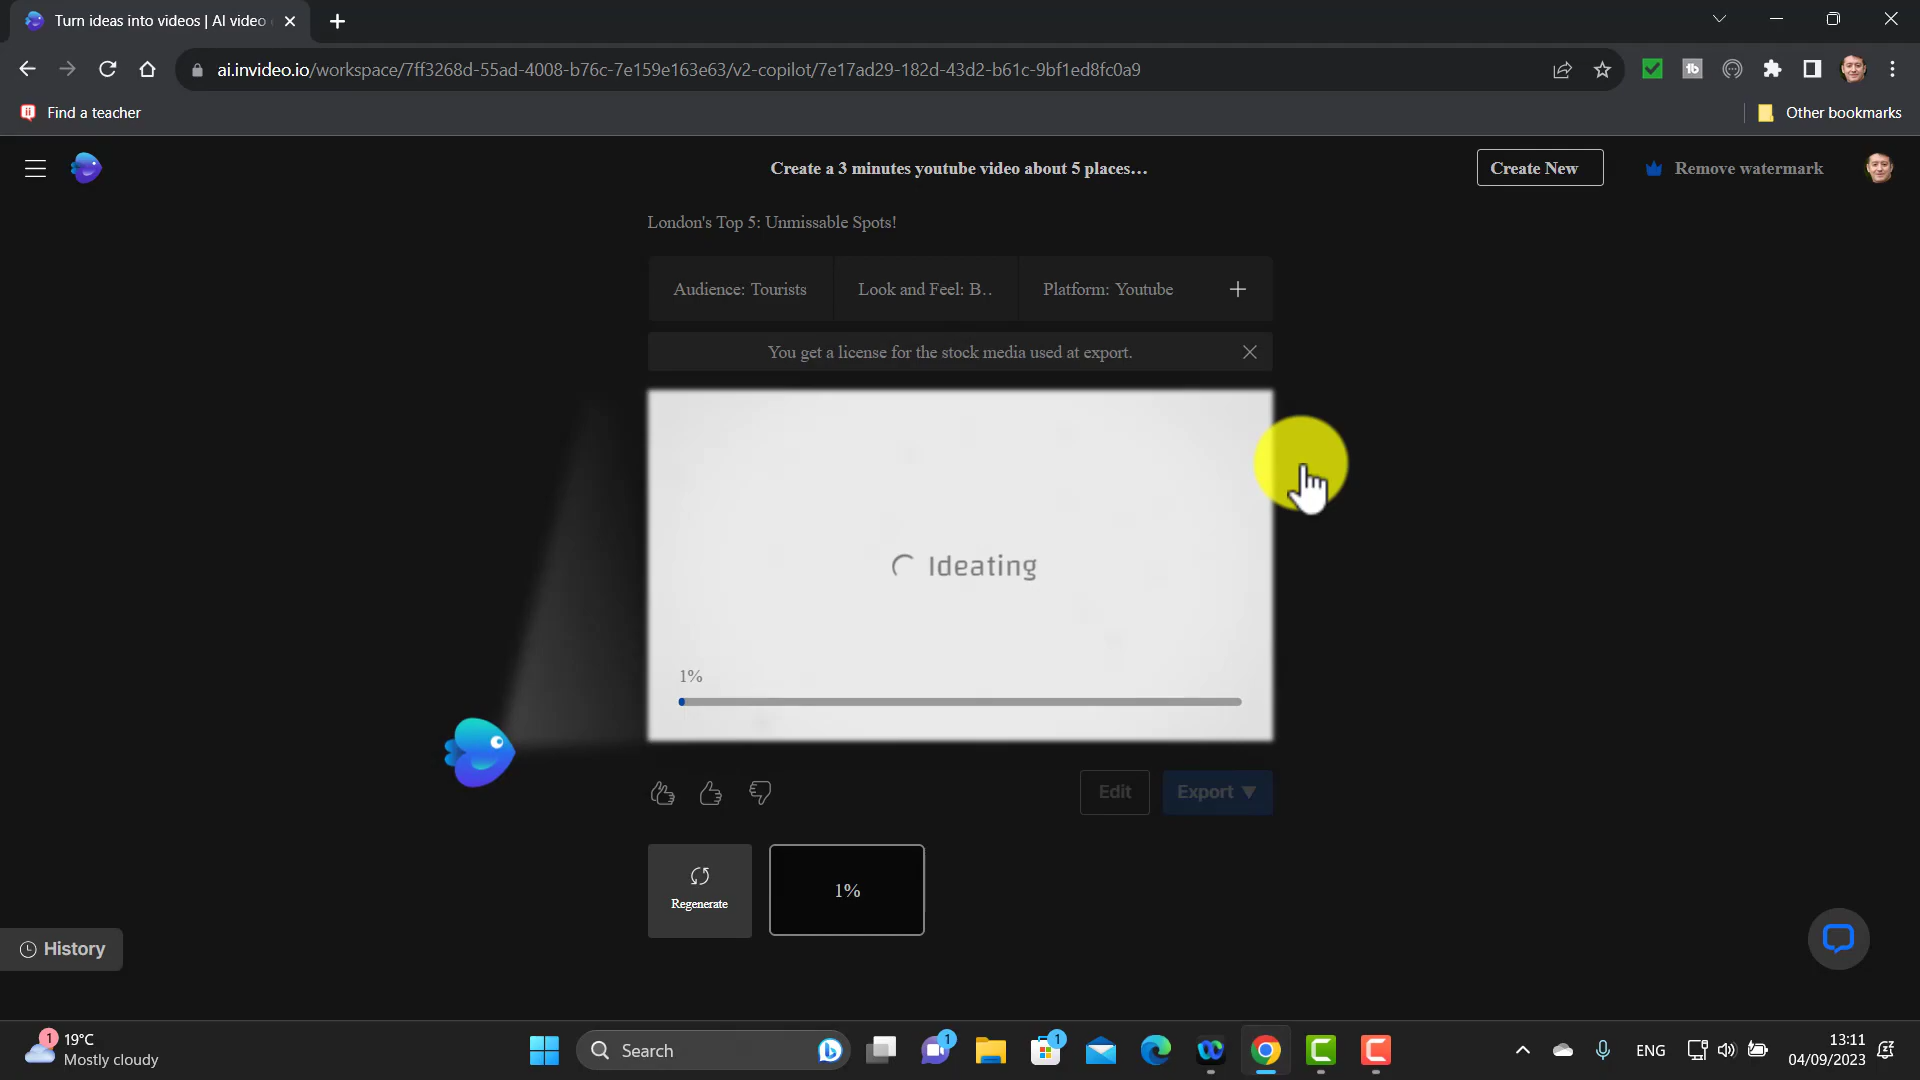 Turn ideas into videos | AI video
ai.invideo.io/workspace/7ff3268d-55ad-4008-b76c-7e159e163e63/v2-copilot/7e17ad29-182d-43d2-b61c-9bf1ed8fc0a9
Find a teacher
Other bookmarks
Create a 3 minutes youtube video about 5 places...
Create New
Remove watermark
London's Top 5: Unmissable Spots!
Audience: Tourists
Look and Feel: B..
Platform: Youtube
You get a license for the stock media used at export.
Ideating
1%
Edit
Export
Regenerate
1%
History
1
19°C
Mostly cloudy
Search
1
1
ENG
13:11
04/09/2023